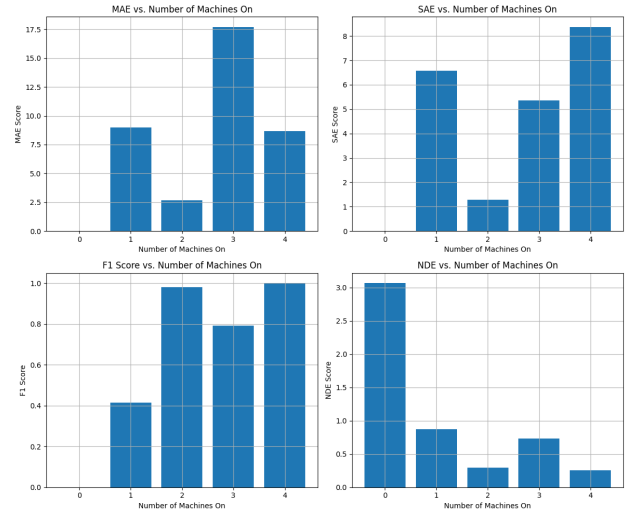 MAE vs. Number of Machines On
17.5
15.0
12.5
10.0
7.5
5.0
2.5
0.0
MAE Score
0 1 2 3 4
Number of Machines On
SAE vs. Number of Machines On
8
7
6
5
4
3
2
1
0
SAE Score
0 1 2 3 4
Number of Machines On
F1 Score vs. Number of Machines On
1.0
0.8
0.6
0.4
0.2
0.0
F1 Score
0 1 2 3 4
Number of Machines On
NDE vs. Number of Machines On
3.0
2.5
2.0
1.5
1.0
0.5
0.0
NDE Score
0 1 2 3 4
Number of Machines On